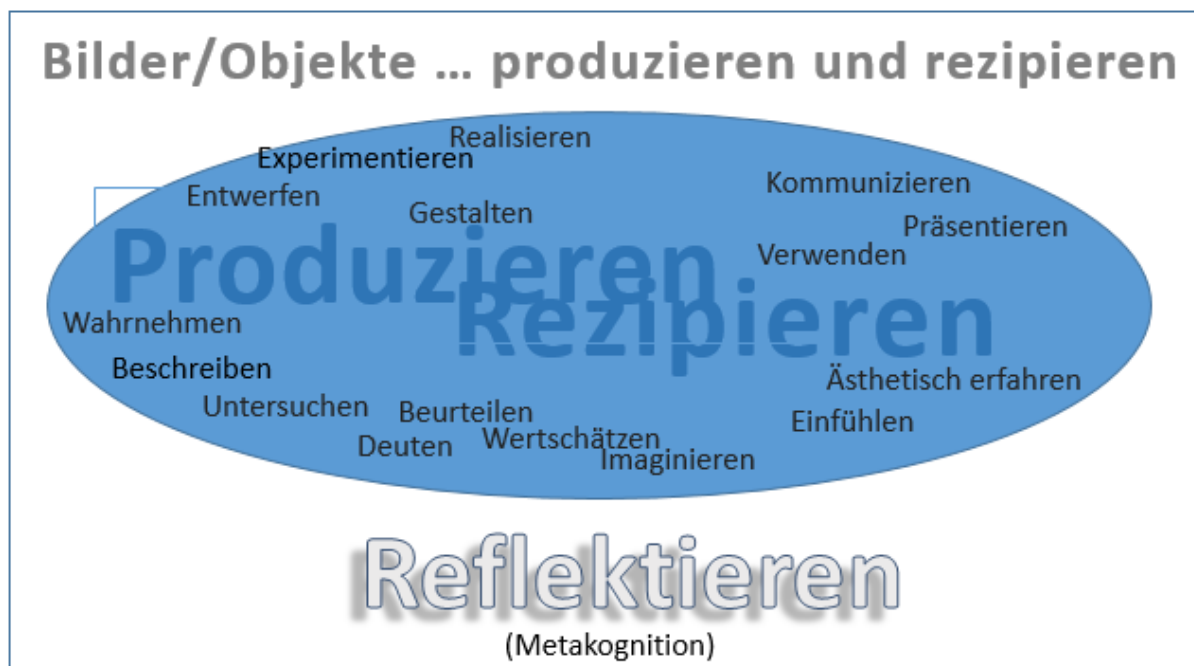 Bilder/Objekte ... produzieren und rezipieren
Realisieren
Experimentieren
Kommunizieren
Entwerfen
Gestalten
Präsentieren
Produzieren
Verwenden
Rezipieren
Wahrnehmen
Beschreiben
Ästhetisch erfahren
Untersuchen
Beurteilen
Einfühlen
Deuten
Wertschätzen
Imaginieren
Reflektieren
(Metakognition)